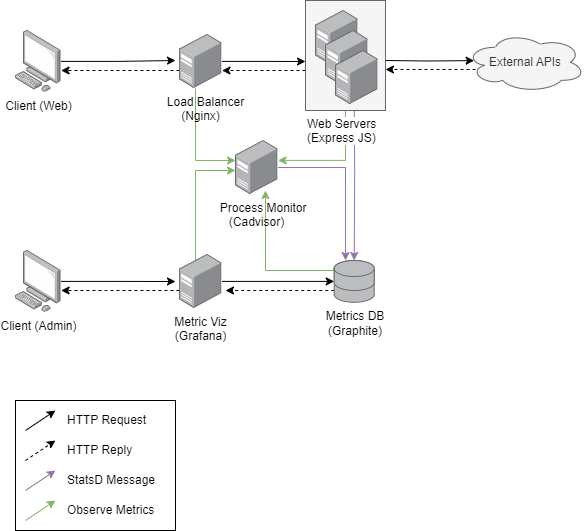 Client (Web)
Load Balancer
(Nginx)
Web Servers
(Express JS)
External APIs
Process Monitor
(Cadvisor)
Client (Admin)
Metric Viz
(Grafana)
Metrics DB
(Graphite)
HTTP Request
HTTP Reply
StatsD Message
Observe Metrics